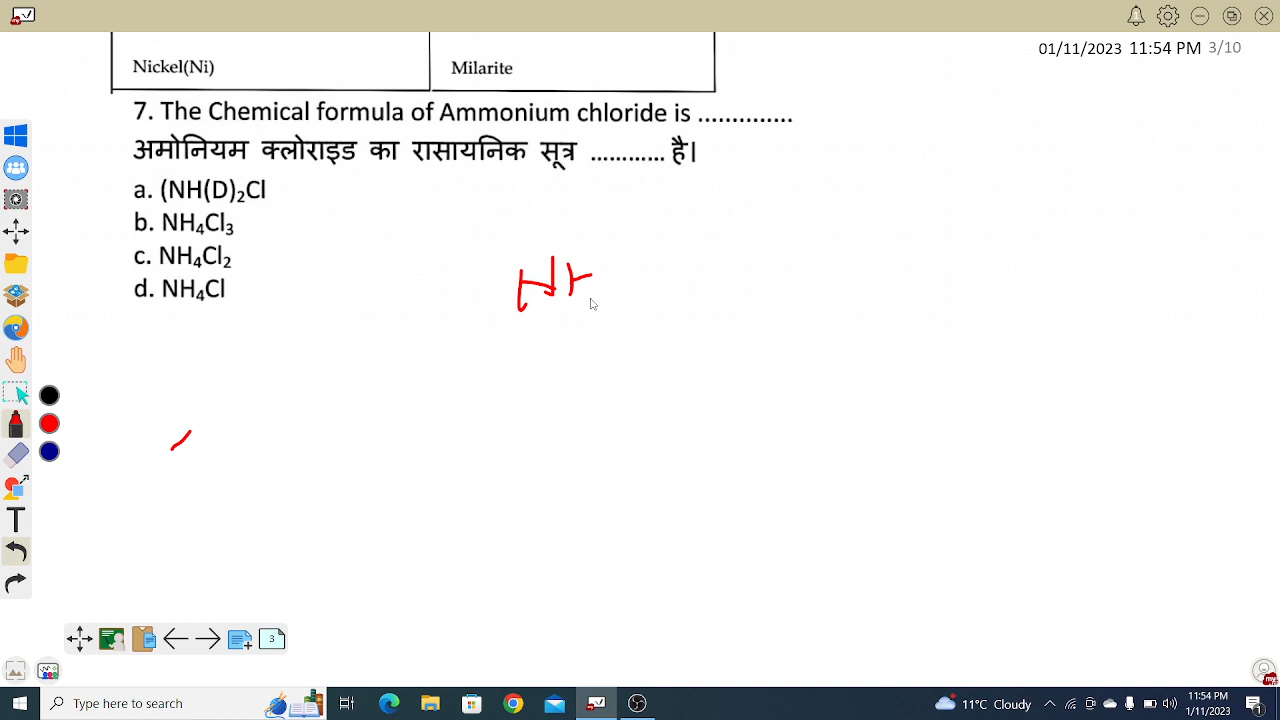 01/11/2023 11:54 PM 3/10
Nickel(Ni) Milarite
7. The Chemical formula of Ammonium chloride is ..............
अमोनियम क्लोराइड का रासायनिक सूत्र ............ है।
a. (NH(D)₂Cl
b. NH₄Cl₃
c. NH₄Cl₂
d. NH₄Cl
T
3
Type here to search
11°C
11:54 PM
1/11/2023